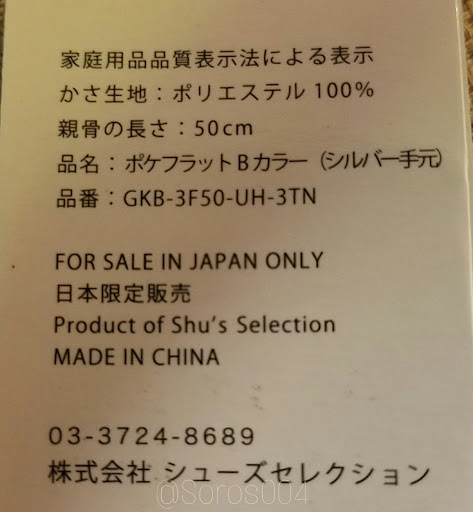 家庭用品品質表示法による表示
かさ生地：ポリエステル 100%
親骨の長さ：50cm
品名：ポケフラット B カラー（シルバー手元）
品番：GKB-3F50-UH-3TN
FOR SALE IN JAPAN ONLY
日本限定販売
Product of Shu's Selection
MADE IN CHINA
03-3724-8689
株式会社 シューズセレクション
@Soros004